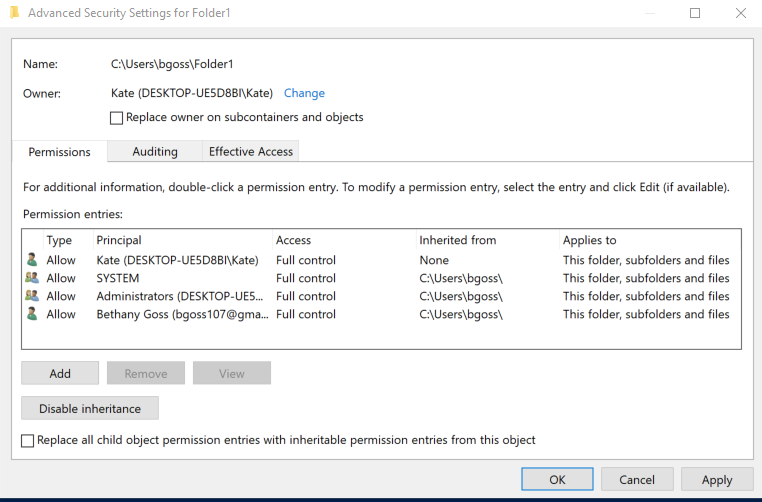 Advanced Security Settings for Folder1
Name: C:\Users\bgoss\Folder1
Owner: Kate (DESKTOP-UE5D8BI\Kate) Change
Replace owner on subcontainers and objects
Permissions Auditing Effective Access
For additional information, double-click a permission entry. To modify a permission entry, select the entry and click Edit (if available).
Permission entries:
Type Principal Access Inherited from Applies to
Allow Kate (DESKTOP-UE5D8BI\Kate) Full control None This folder, subfolders and files
Allow SYSTEM Full control C:\Users\bgoss\ This folder, subfolders and files
Allow Administrators (DESKTOP-UE5... Full control C:\Users\bgoss\ This folder, subfolders and files
Allow Bethany Goss (bgoss107@gma... Full control C:\Users\bgoss\ This folder, subfolders and files
Add Remove View
Disable inheritance
Replace all child object permission entries with inheritable permission entries from this object
OK Cancel Apply